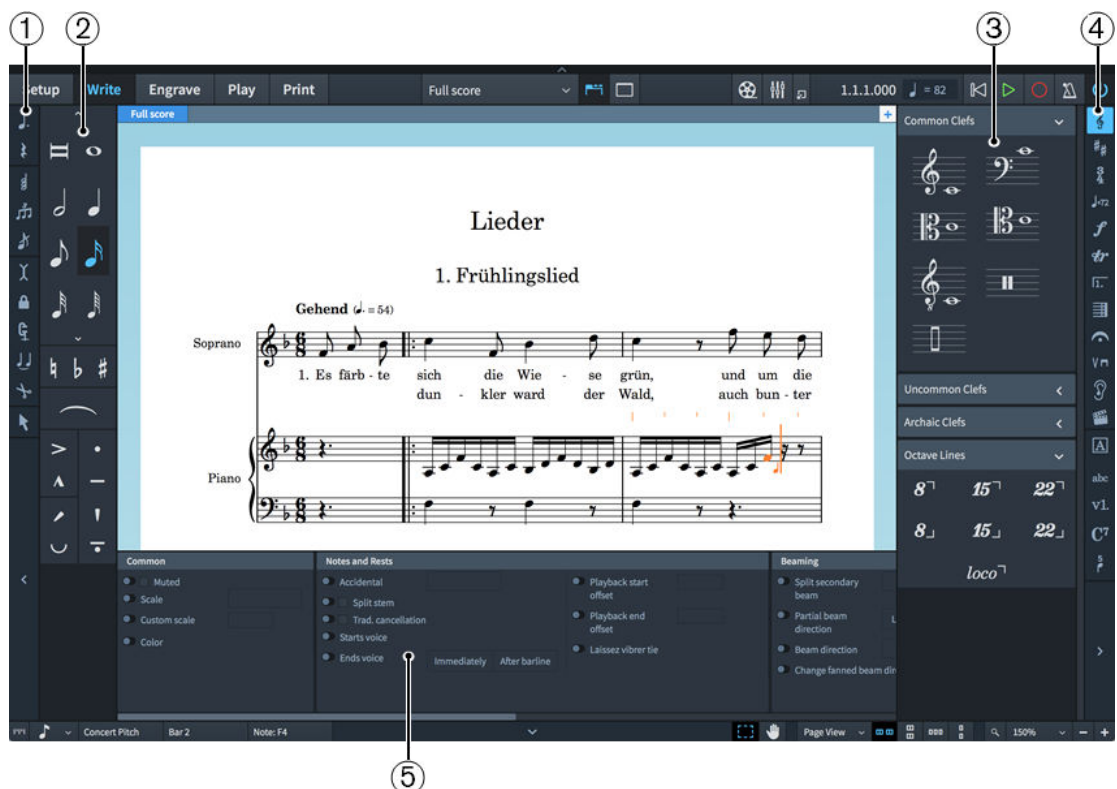 ① ② ③ ④
Setup Write Engrave Play Print Full score 1.1.1.000 = 82
Full score
Common Clefs
Lieder
1. Frühlingslied
Gehend (♩. = 54)
Soprano
1. Es färb - te sich die Wie - se grün, und um die
dun - kler ward der Wald, auch bun - ter
Piano
Uncommon Clefs
Archaic Clefs
Octave Lines
8 15 22
8 15 22
loco
1.
A
abc
v1.
C7
5
Common
Muted
Scale
Custom scale
Color
Notes and Rests
Accidental
Split stem
Trad. cancellation
Starts voice
Ends voice Immediately After barline
Playback start
offset
Playback end
offset
Laissez vibrer tie
Beaming
Split secondary
beam
Partial beam
direction L
Beam direction
Change fanned beam dir
Concert Pitch Bar 2 Note: F4 Page View 150%
⑤